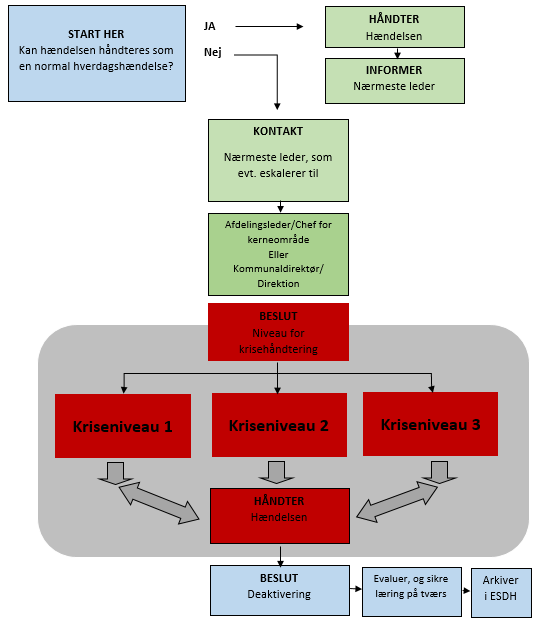 START HER
Kan hændelsen håndteres som
en normal hverdagshændelse?
JA
Nej
HÅNDTER
Hændelsen
INFORMER
Nærmeste leder
KONTAKT
Nærmeste leder, som
evt. eskalerer til
Afdelingsleder/Chef for
kerneområde
Eller
Kommunaldirektør/
Direktion
BESLUT
Niveau for
krisehåndtering
Kriseniveau 1
Kriseniveau 2
Kriseniveau 3
HÅNDTER
Hændelsen
BESLUT
Deaktivering
Evaluer, og sikre
læring på tværs
Arkiver
i ESDH